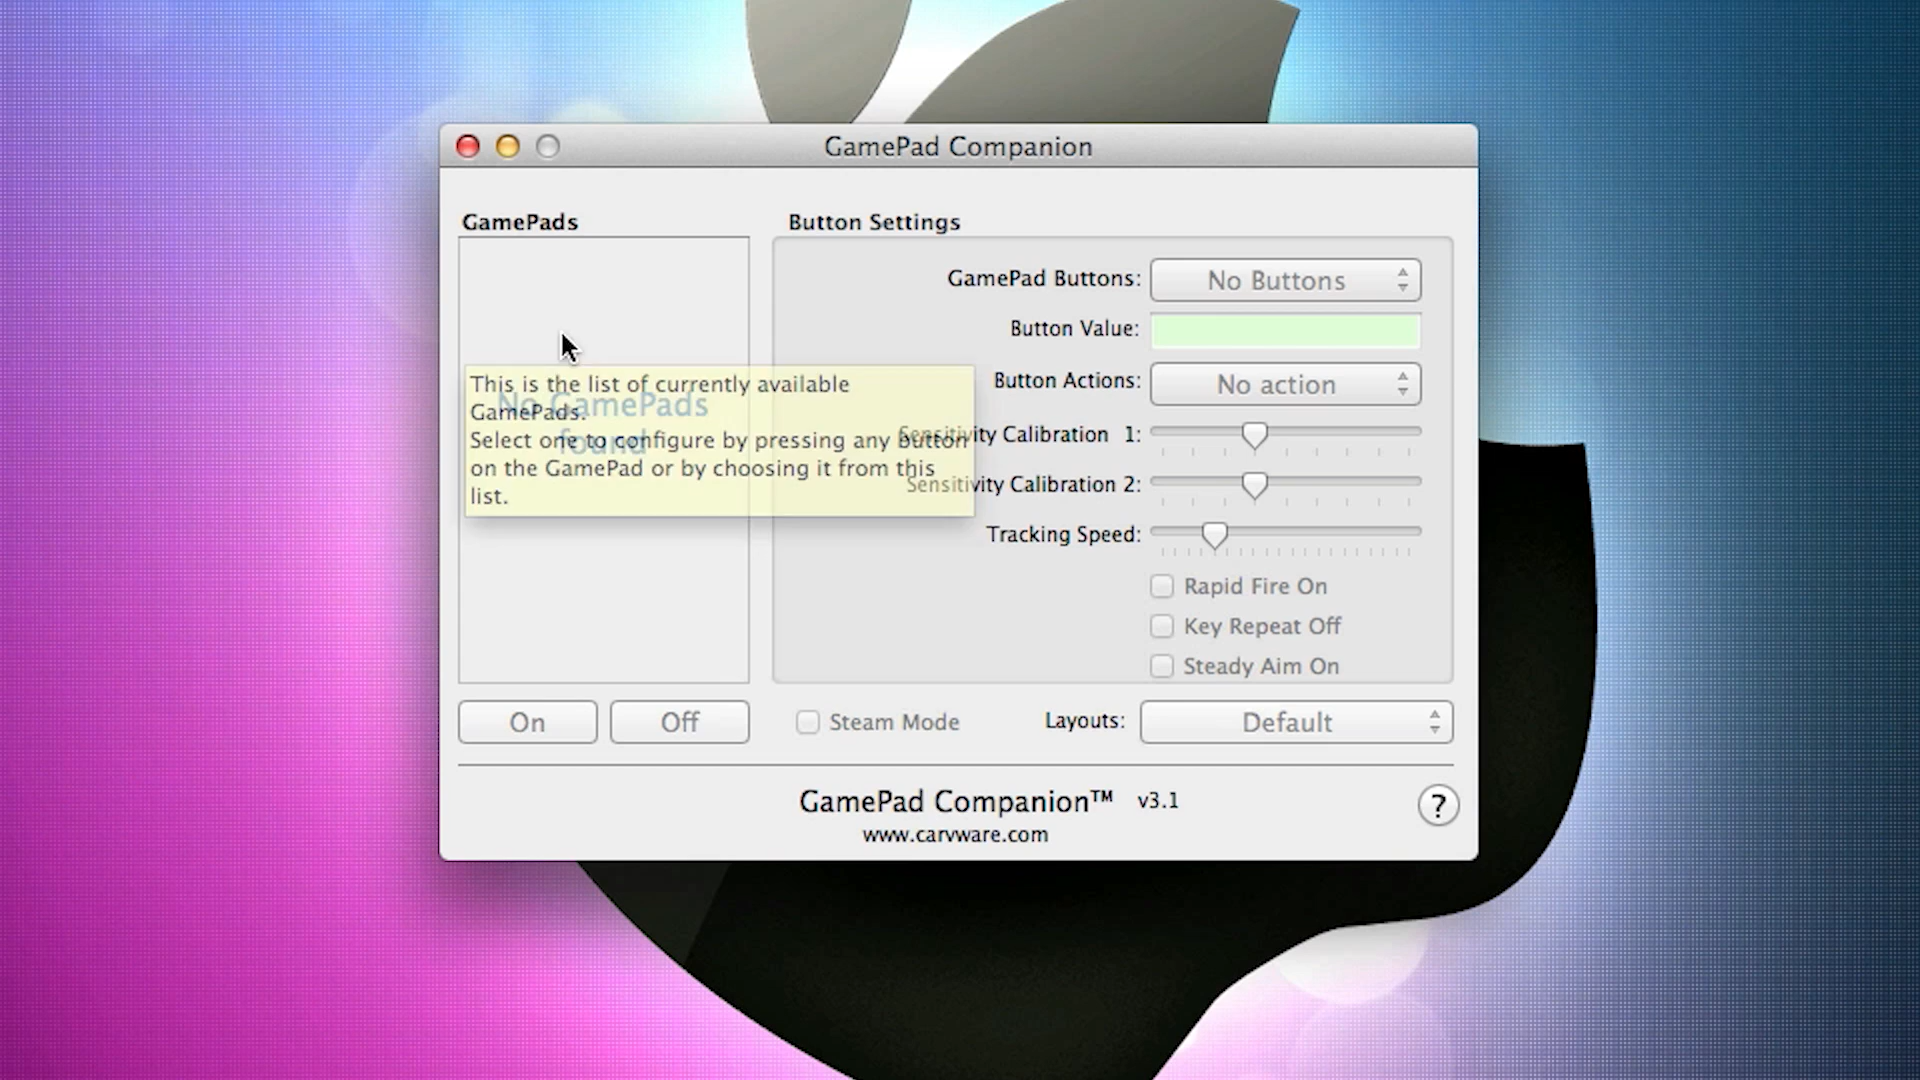 GamePad Companion
GamePads
Button Settings
GamePad Buttons:
No Buttons
Button Value:
This is the list of currently available
GamePads.
Select one to configure by pressing any button
on the GamePad or by choosing it from this
list.
No GamePads
found
Button Actions:
No action
Sensitivity Calibration 1:
Sensitivity Calibration 2:
Tracking Speed:
Rapid Fire On
Key Repeat Off
Steady Aim On
On
Off
Steam Mode
Layouts:
Default
GamePad Companion™ v3.1
www.carvware.com
?